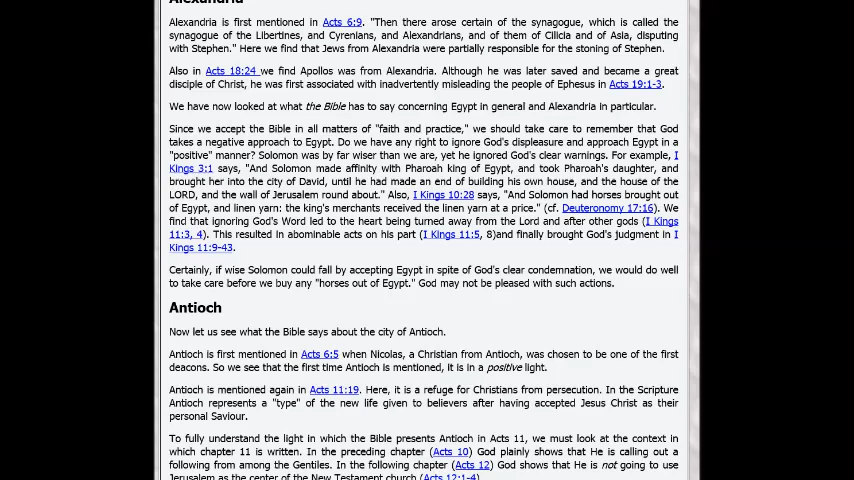 Alexandria
Alexandria is first mentioned in Acts 6:9. "Then there arose certain of the synagogue, which is called the
synagogue of the Libertines, and Cyrenians, and Alexandrians, and of them of Cilicia and of Asia, disputing
with Stephen." Here we find that Jews from Alexandria were partially responsible for the stoning of Stephen.
Also in Acts 18:24 we find Apollos was from Alexandria. Although he was later saved and became a great
disciple of Christ, he was first associated with inadvertently misleading the people of Ephesus in Acts 19:1-3.
We have now looked at what the Bible has to say concerning Egypt in general and Alexandria in particular.
Since we accept the Bible in all matters of "faith and practice," we should take care to remember that God
takes a negative approach to Egypt. Do we have any right to ignore God's displeasure and approach Egypt in a
"positive" manner? Solomon was by far wiser than we are, yet he ignored God's clear warnings. For example, I
Kings 3:1 says, "And Solomon made affinity with Pharaoh king of Egypt, and took Pharaoh's daughter, and
brought her into the city of David, until he had made an end of building his own house, and the house of the
LORD, and the wall of Jerusalem round about." Also, I Kings 10:28 says, "And Solomon had horses brought out
of Egypt, and linen yarn: the king's merchants received the linen yarn at a price." (cf. Deuteronomy 17:16). We
find that ignoring God's Word led to the heart being turned away from the Lord and after other gods (I Kings
11:3, 4). This resulted in abominable acts on his part (I Kings 11:5, 8)and finally brought God's judgment in I
Kings 11:9-43.
Certainly, if wise Solomon could fall by accepting Egypt in spite of God's clear condemnation, we would do well
to take care before we buy any "horses out of Egypt." God may not be pleased with such actions.
Antioch
Now let us see what the Bible says about the city of Antioch.
Antioch is first mentioned in Acts 6:5 when Nicolas, a Christian from Antioch, was chosen to be one of the first
deacons. So we see that the first time Antioch is mentioned, it is in a positive light.
Antioch is mentioned again in Acts 11:19. Here, it is a refuge for Christians from persecution. In the Scripture
Antioch represents a "type" of the new life given to believers after having accepted Jesus Christ as their
personal Saviour.
To fully understand the light in which the Bible presents Antioch in Acts 11, we must look at the context in
which chapter 11 is written. In the preceding chapter (Acts 10) God plainly shows that He is calling out a
following from among the Gentiles. In the following chapter (Acts 12) God shows that He is not going to use
Jerusalem as the center of the New Testament church (Acts 12:1-4).